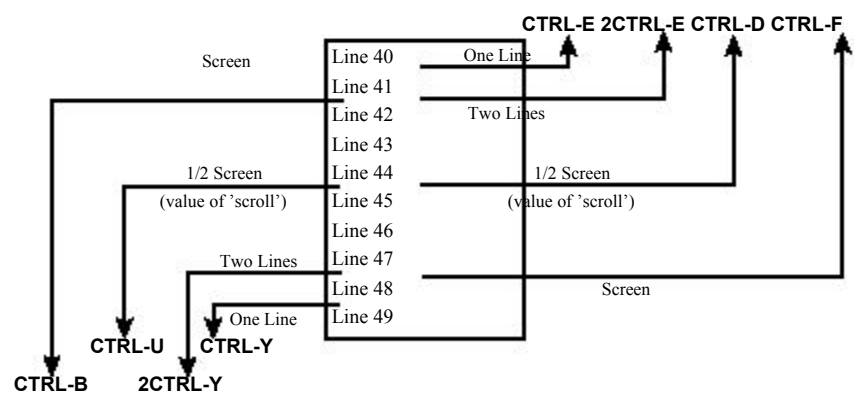 CTRL-E 2CTRL-E CTRL-D CTRL-F
Screen
Line 40
One Line
Line 41
Line 42
Two Lines
Line 43
Line 44
1/2 Screen
1/2 Screen
(value of ’scroll’)
Line 45
(value of ’scroll’)
Line 46
Line 47
Two Lines
Line 48
Screen
Line 49
One Line
CTRL-U
CTRL-Y
CTRL-B
2CTRL-Y